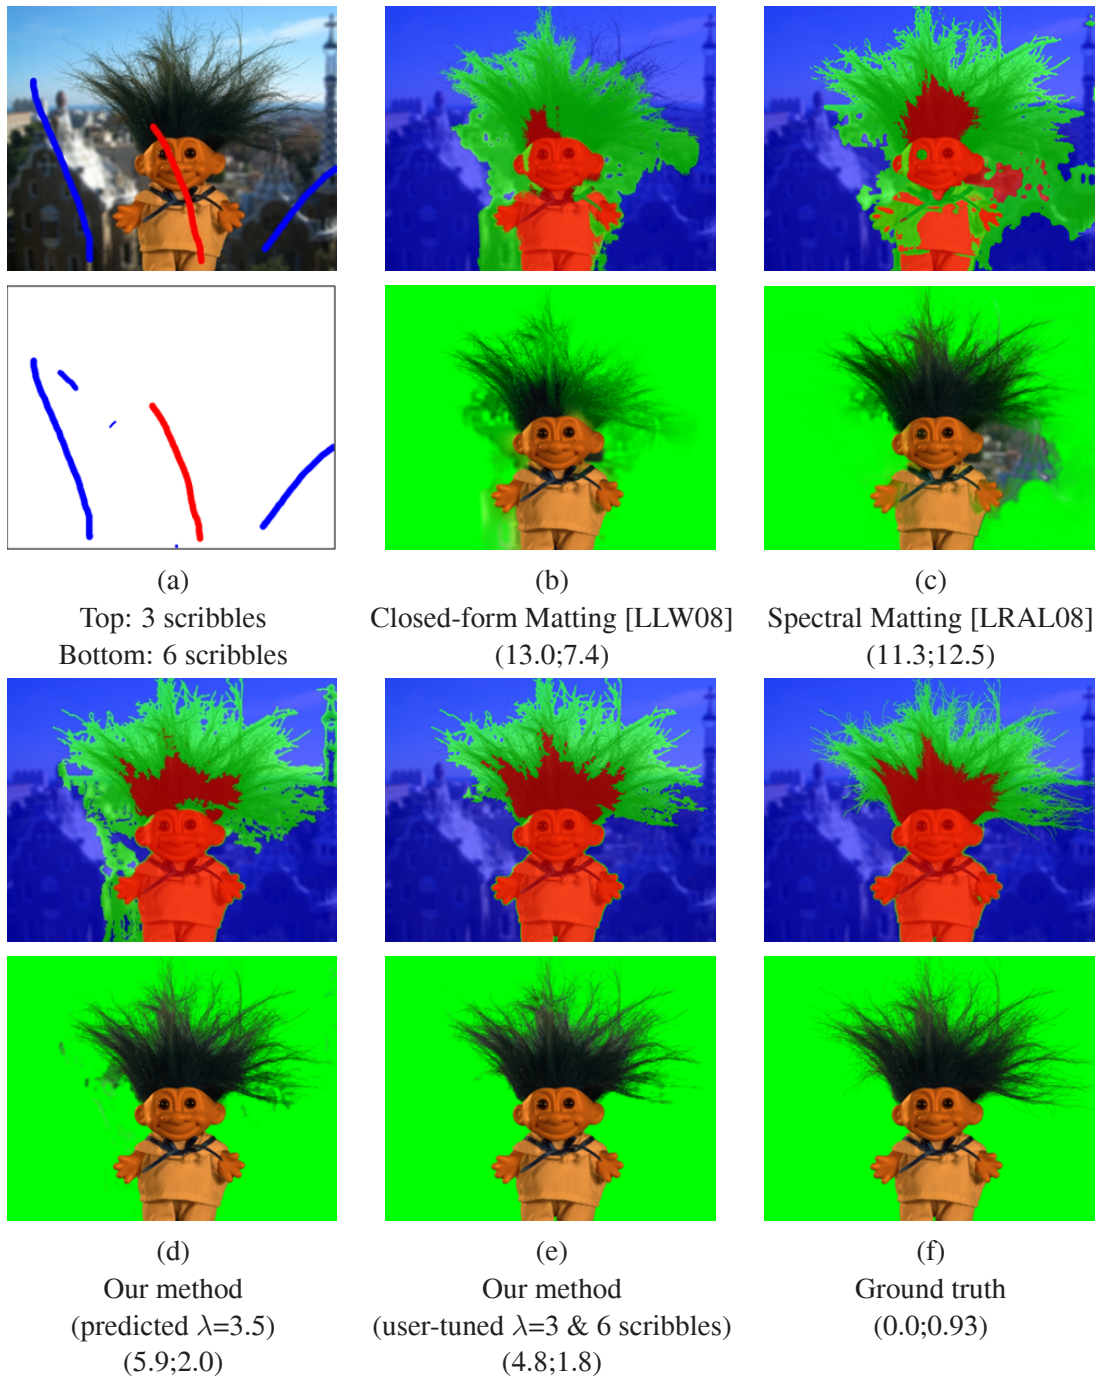 (a)
Top: 3 scribbles
Bottom: 6 scribbles
(b)
Closed-form Matting [LLW08]
(13.0;7.4)
(c)
Spectral Matting [LRAL08]
(11.3;12.5)
(d)
Our method
(predicted λ=3.5)
(5.9;2.0)
(e)
Our method
(user-tuned λ=3 & 6 scribbles)
(4.8;1.8)
(f)
Ground truth
(0.0;0.93)